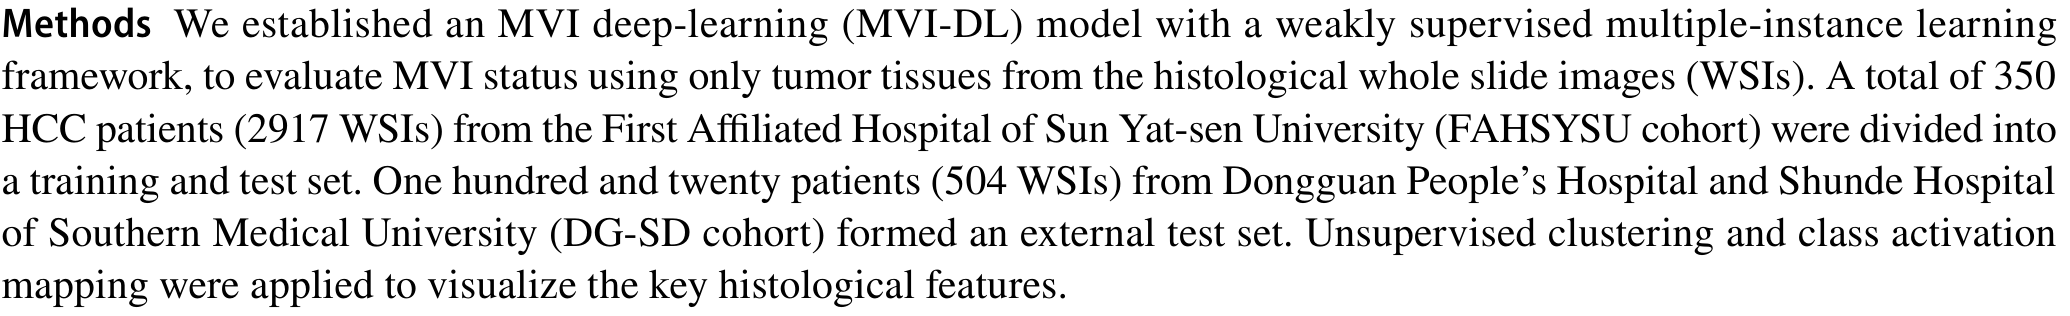 Methods We established an MVI deep-learning (MVI-DL) model with a weakly supervised multiple-instance learning
framework, to evaluate MVI status using only tumor tissues from the histological whole slide images (WSIs). A total of 350
HCC patients (2917 WSIs) from the First Affiliated Hospital of Sun Yat-sen University (FAHSYSU cohort) were divided into
a training and test set. One hundred and twenty patients (504 WSIs) from Dongguan People’s Hospital and Shunde Hospital
of Southern Medical University (DG-SD cohort) formed an external test set. Unsupervised clustering and class activation
mapping were applied to visualize the key histological features.